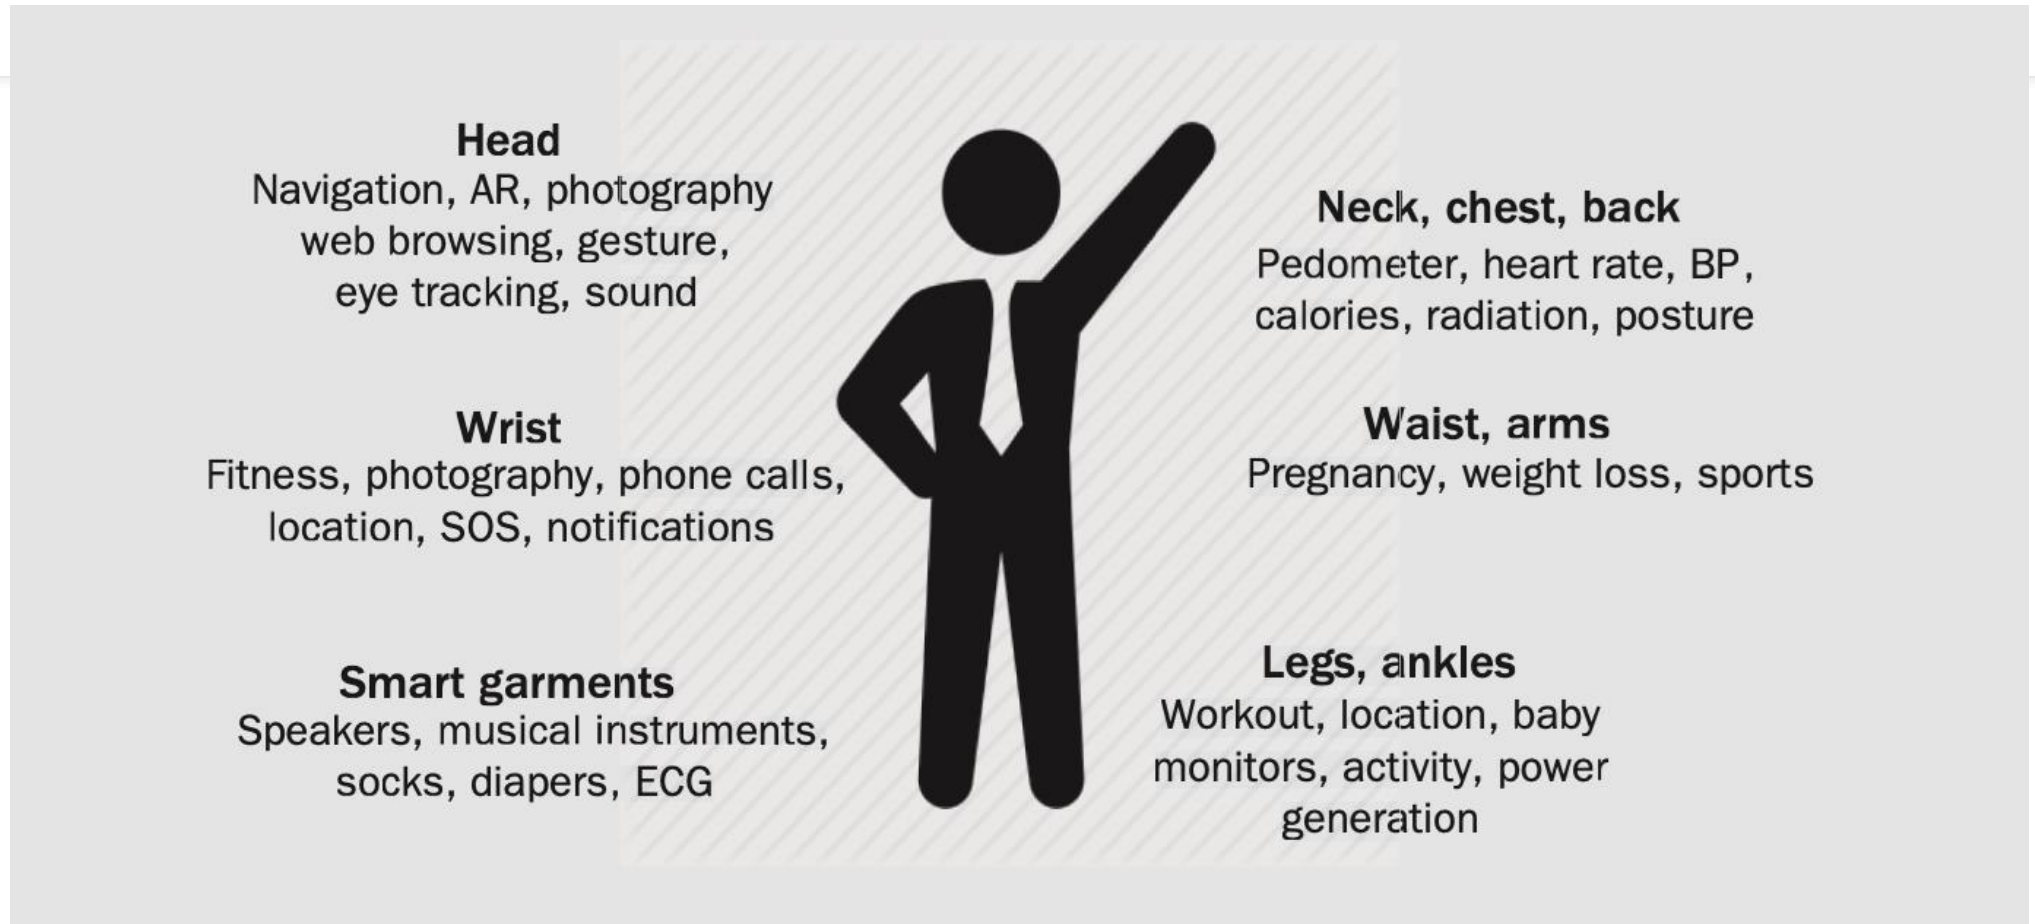 Head
Navigation, AR, photography
web browsing, gesture,
eye tracking, sound
Wrist
Fitness, photography, phone calls,
location, SOS, notifications
Smart garments
Speakers, musical instruments,
socks, diapers, ECG
Neck, chest, back
Pedometer, heart rate, BP,
calories, radiation, posture
Waist, arms
Pregnancy, weight loss, sports
Legs, ankles
Workout, location, baby
monitors, activity, power
generation